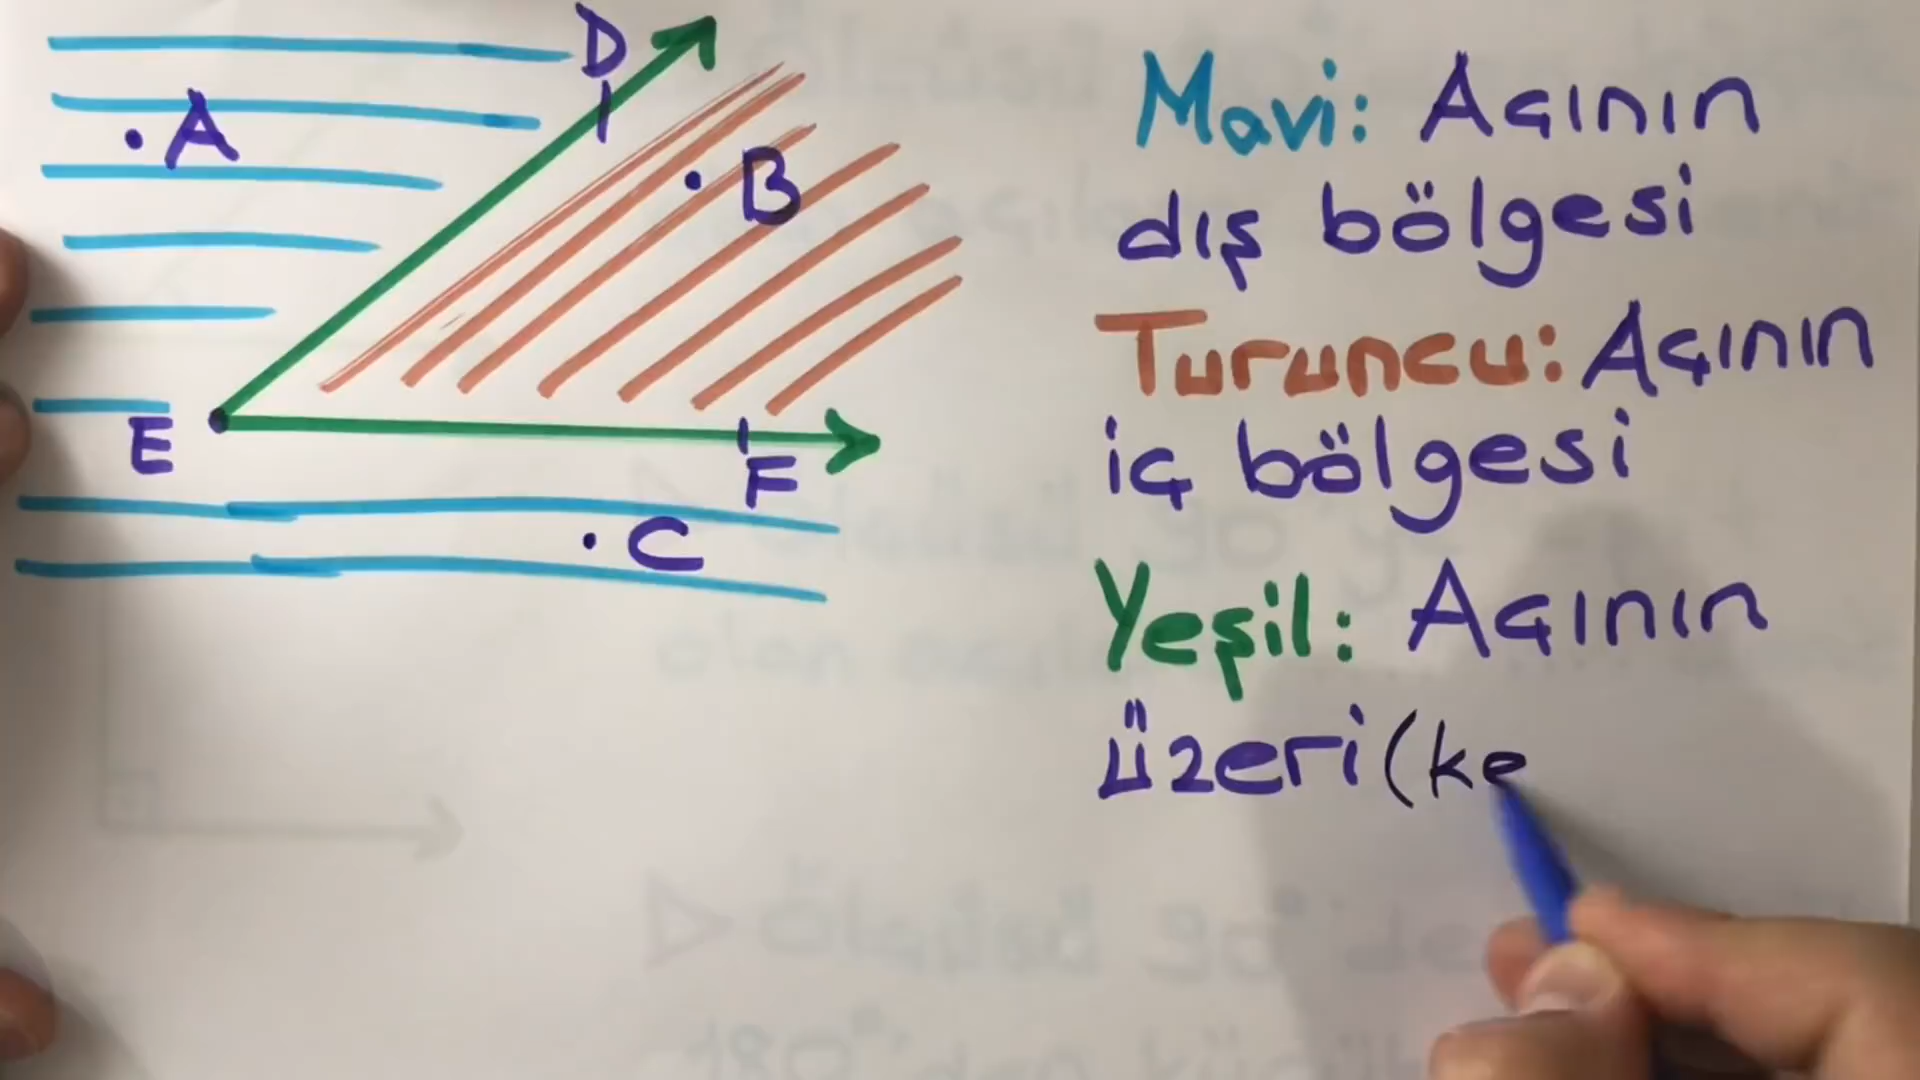 D
A
B
E
F
C
Mavi: Açının
dış bölgesi
Turuncu: Açının
iç bölgesi
Yeşil: Açının
üzeri (ke